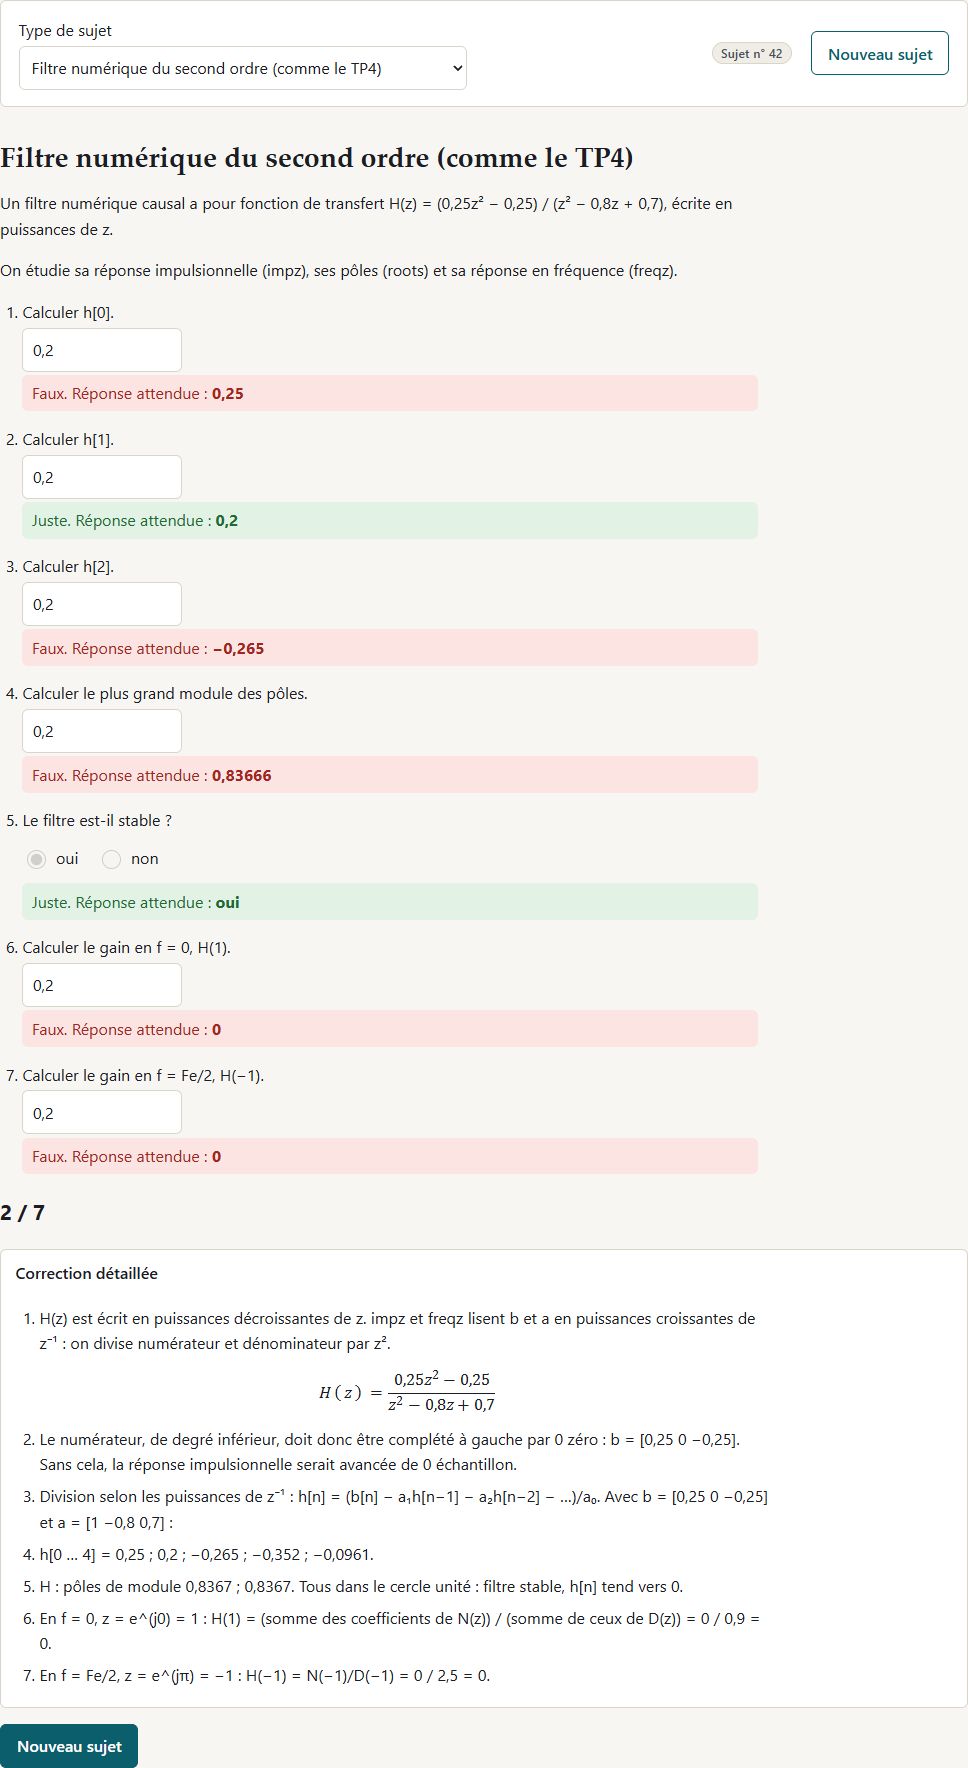 Type de sujet
Filtre numérique du second ordre (comme le TP4)
Sujet n° 42
Nouveau sujet
Filtre numérique du second ordre (comme le TP4)
Un filtre numérique causal a pour fonction de transfert H(z) = (0,25z² − 0,25) / (z² − 0,8z + 0,7), écrite en
puissances de z.
On étudie sa réponse impulsionnelle (impz), ses pôles (roots) et sa réponse en fréquence (freqz).
1. Calculer h[0].
0,2
Faux. Réponse attendue : 0,25
2. Calculer h[1].
0,2
Juste. Réponse attendue : 0,2
3. Calculer h[2].
0,2
Faux. Réponse attendue : −0,265
4. Calculer le plus grand module des pôles.
0,2
Faux. Réponse attendue : 0,83666
5. Le filtre est-il stable ?
oui non
Juste. Réponse attendue : oui
6. Calculer le gain en f = 0, H(1).
0,2
Faux. Réponse attendue : 0
7. Calculer le gain en f = Fe/2, H(−1).
0,2
Faux. Réponse attendue : 0
2 / 7
Correction détaillée
1. H(z) est écrit en puissances décroissantes de z. impz et freqz lisent b et a en puissances croissantes de
z⁻¹ : on divise numérateur et dénominateur par z².
H(z) = (0,25z² − 0,25) / (z² − 0,8z + 0,7)
2. Le numérateur, de degré inférieur, doit donc être complété à gauche par 0 zéro : b = [0,25 0 −0,25].
Sans cela, la réponse impulsionnelle serait avancée de 0 échantillon.
3. Division selon les puissances de z⁻¹ : h[n] = (b[n] − a₁h[n−1] − a₂h[n−2] − …)/a₀. Avec b = [0,25 0 −0,25]
et a = [1 −0,8 0,7] :
4. h[0 … 4] = 0,25 ; 0,2 ; −0,265 ; −0,352 ; −0,0961.
5. H : pôles de module 0,8367 ; 0,8367. Tous dans le cercle unité : filtre stable, h[n] tend vers 0.
6. En f = 0, z = e^(j0) = 1 : H(1) = (somme des coefficients de N(z)) / (somme de ceux de D(z)) = 0 / 0,9 =
0.
7. En f = Fe/2, z = e^(jπ) = −1 : H(−1) = N(−1)/D(−1) = 0 / 2,5 = 0.
Nouveau sujet